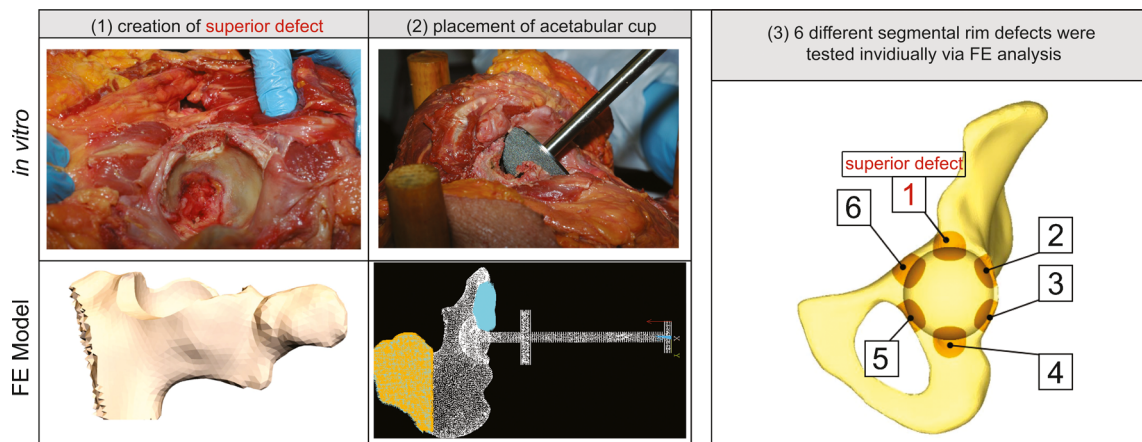 (1) creation of superior defect
(2) placement of acetabular cup
(3) 6 different segmental rim defects were
tested invidiually via FE analysis
in vitro
FE Model
superior defect
1
6
2
3
5
4
X
Y